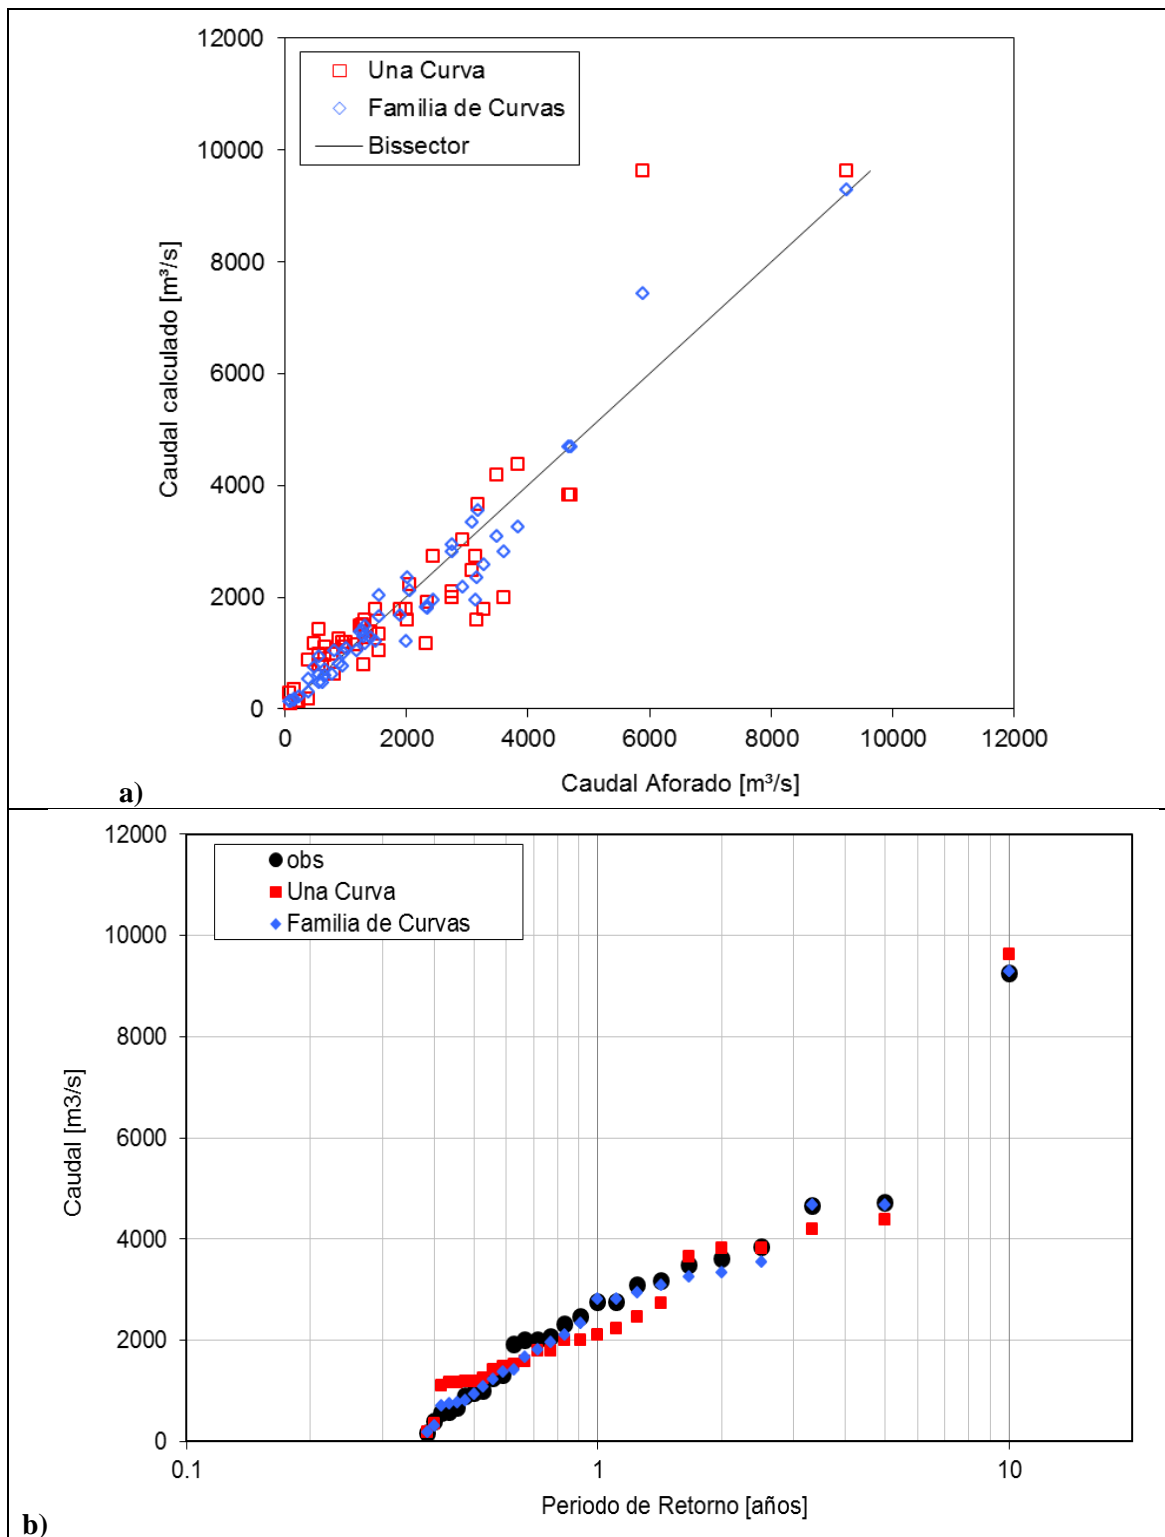 12000
Una Curva
Familia de Curvas
Bissector
10000
8000
6000
4000
2000
0
Caudal calculado [m³/s]
0 2000 4000 6000 8000 10000 12000
Caudal Aforado [m³/s]
a)
12000
obs
Una Curva
Familia de Curvas
10000
8000
6000
4000
2000
0
Caudal [m3/s]
0.1 1 10
Periodo de Retorno [años]
b)